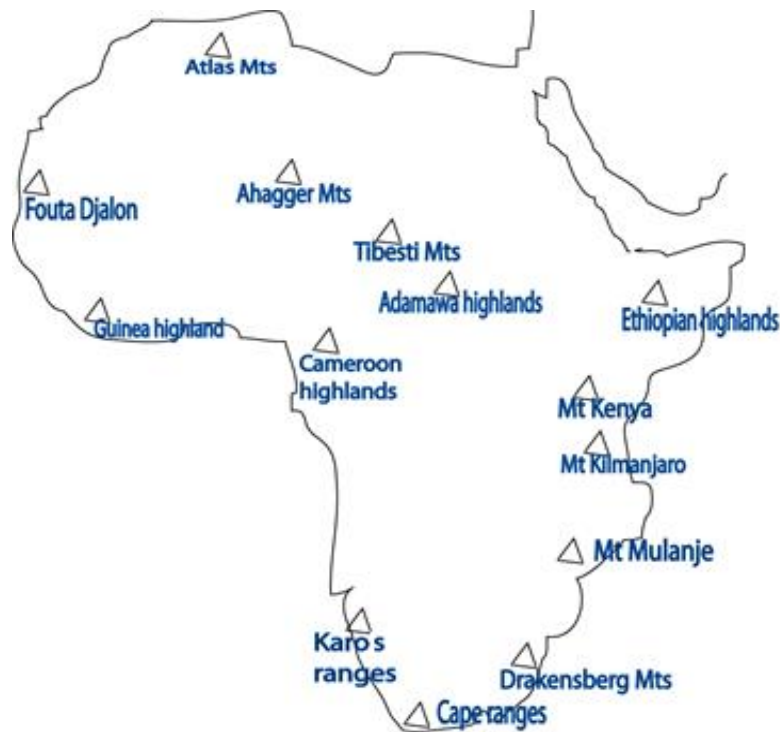 Atlas Mts
Ahagger Mts
Fouta Djalon
Tibesti Mts
Adamawa highlands
Ethiopian highlands
Guinea highland
Cameroon
highlands
Mt Kenya
Mt Kilmanjaro
Mt Mulanje
Karo's
ranges
Drakensberg Mts
Cape ranges